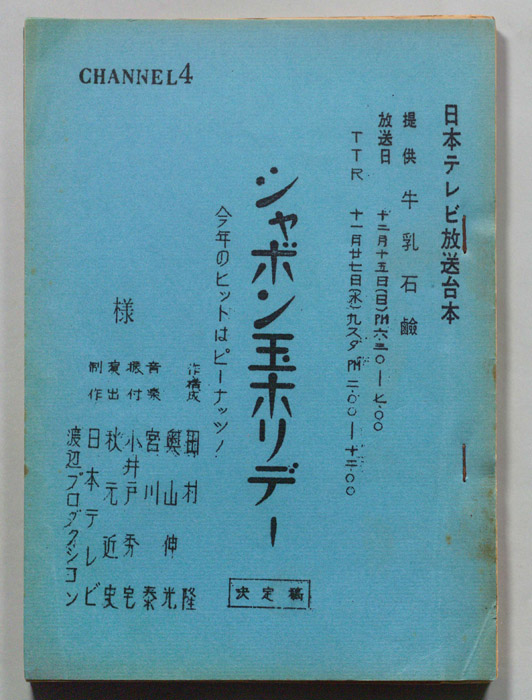 CHANNEL4
日本テレビ放送台本
提供 牛乳石鹼
放送日 十二月十五日(日)PM六.三〇—七.〇〇
TTR 十一月廿七日(水)九スタPM二.〇〇—十二.〇〇
シャボン玉ホリデー
今年のヒットはピーナッツ!
作・構成 田村隆
奥山伸光
音楽 宮川泰
振付 小井戸秀宅
演出 秋元近史
制作 日本テレビ
渡辺プロダクション
様
決定稿